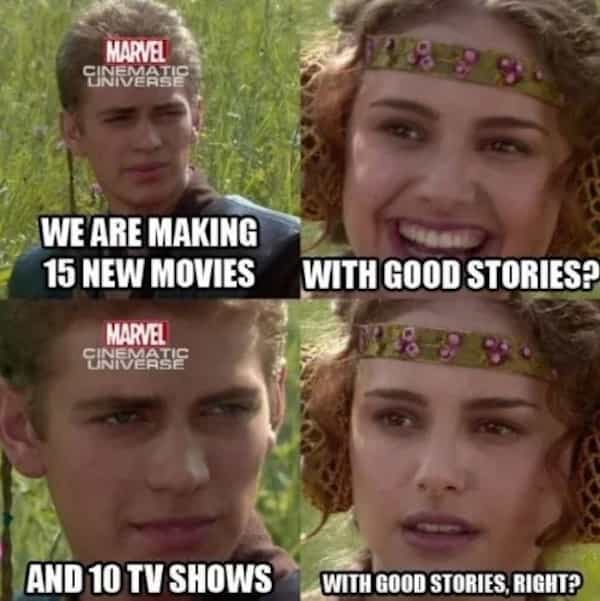 MARVEL
CINEMATIC
UNIVERSE
WE ARE MAKING
15 NEW MOVIES
WITH GOOD STORIES?
MARVEL
CINEMATIC
UNIVERSE
AND 10 TV SHOWS
WITH GOOD STORIES, RIGHT?